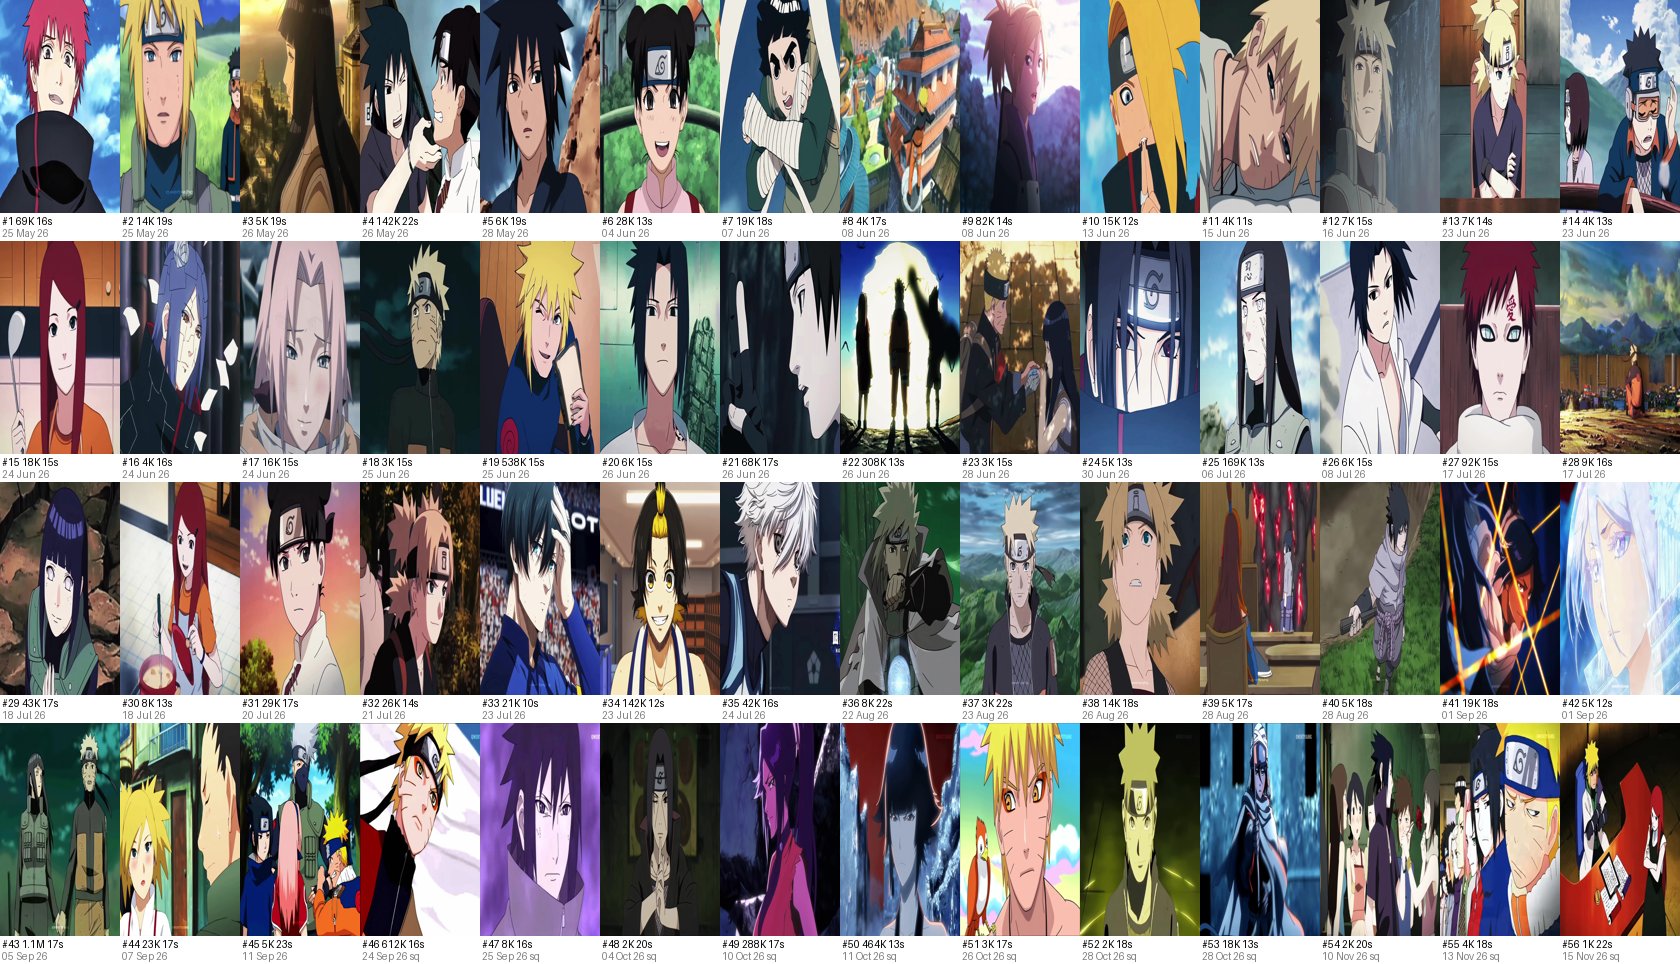 #1 69K 16s
25 May 26
#2 14K 19s
25 May 26
#3 5K 19s
26 May 26
#4 142K 22s
26 May 26
#5 6K 19s
28 May 26
#6 28K 13s
04 Jun 26
#7 19K 18s
07 Jun 26
#8 4K 17s
08 Jun 26
#9 82K 14s
08 Jun 26
#10 15K 12s
13 Jun 26
#11 4K 11s
15 Jun 26
#12 7K 15s
16 Jun 26
#13 7K 14s
23 Jun 26
#14 4K 13s
23 Jun 26
#15 18K 15s
24 Jun 26
#16 4K 16s
24 Jun 26
#17 16K 15s
24 Jun 26
#18 3K 15s
25 Jun 26
#19 538K 15s
25 Jun 26
#20 6K 15s
26 Jun 26
#21 68K 17s
26 Jun 26
#22 308K 13s
26 Jun 26
#23 3K 15s
28 Jun 26
#24 5K 13s
30 Jun 26
#25 169K 13s
06 Jul 26
#26 6K 15s
08 Jul 26
#27 92K 15s
17 Jul 26
#28 9K 16s
17 Jul 26
#29 43K 17s
18 Jul 26
#30 8K 13s
18 Jul 26
#31 29K 17s
20 Jul 26
#32 26K 14s
21 Jul 26
#33 21K 10s
23 Jul 26
#34 142K 12s
23 Jul 26
#35 42K 16s
24 Jul 26
#36 8K 22s
22 Aug 26
#37 3K 22s
23 Aug 26
#38 14K 18s
26 Aug 26
#39 5K 17s
28 Aug 26
#40 5K 18s
28 Aug 26
#41 19K 18s
01 Sep 26
#42 5K 12s
01 Sep 26
#43 1.1M 17s
05 Sep 26
#44 23K 17s
07 Sep 26
#45 5K 23s
11 Sep 26
#46 612K 16s
24 Sep 26 sq
#47 8K 16s
25 Sep 26 sq
#48 2K 20s
04 Oct 26 sq
#49 288K 17s
10 Oct 26 sq
#50 464K 13s
11 Oct 26 sq
#51 3K 17s
26 Oct 26 sq
#52 2K 18s
28 Oct 26 sq
#53 18K 13s
28 Oct 26 sq
#54 2K 20s
10 Nov 26 sq
#55 4K 18s
13 Nov 26 sq
#56 1K 22s
15 Nov 26 sq